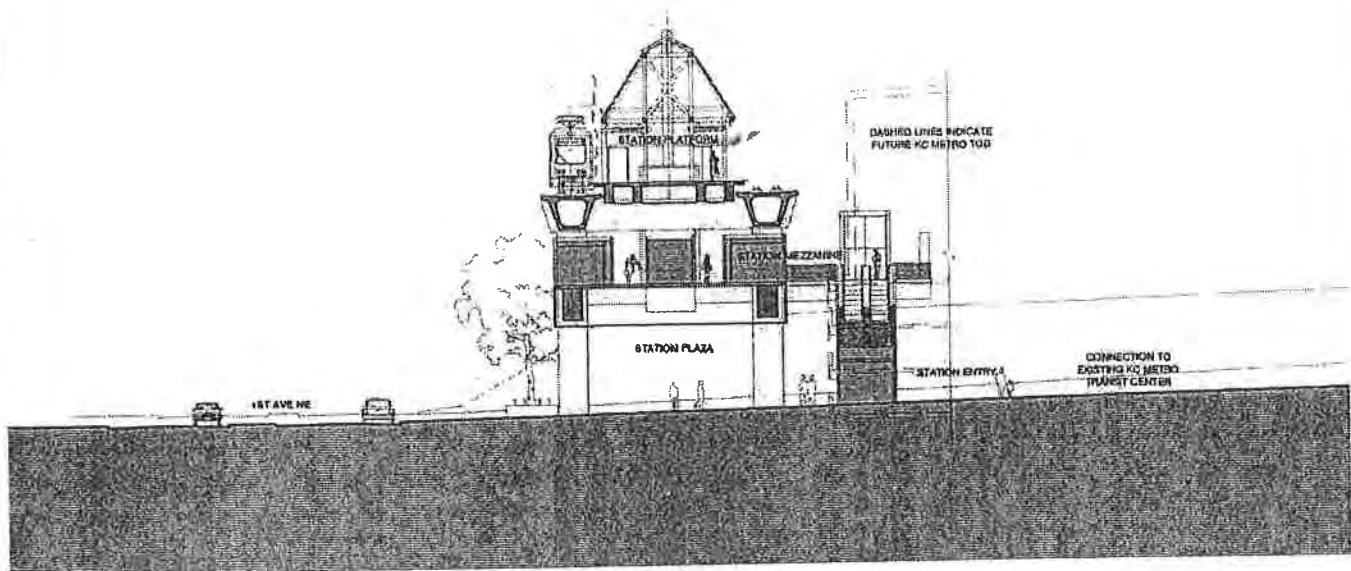 STATION PLATFORM
DASHED LINES INDICATE
FUTURE KC METRO TOD
STATION MEZZANINE
STATION PLAZA
STATION ENTRY
CONNECTION TO
EXISTING KC METRO
TRANSIT CENTER
1ST AVE NE